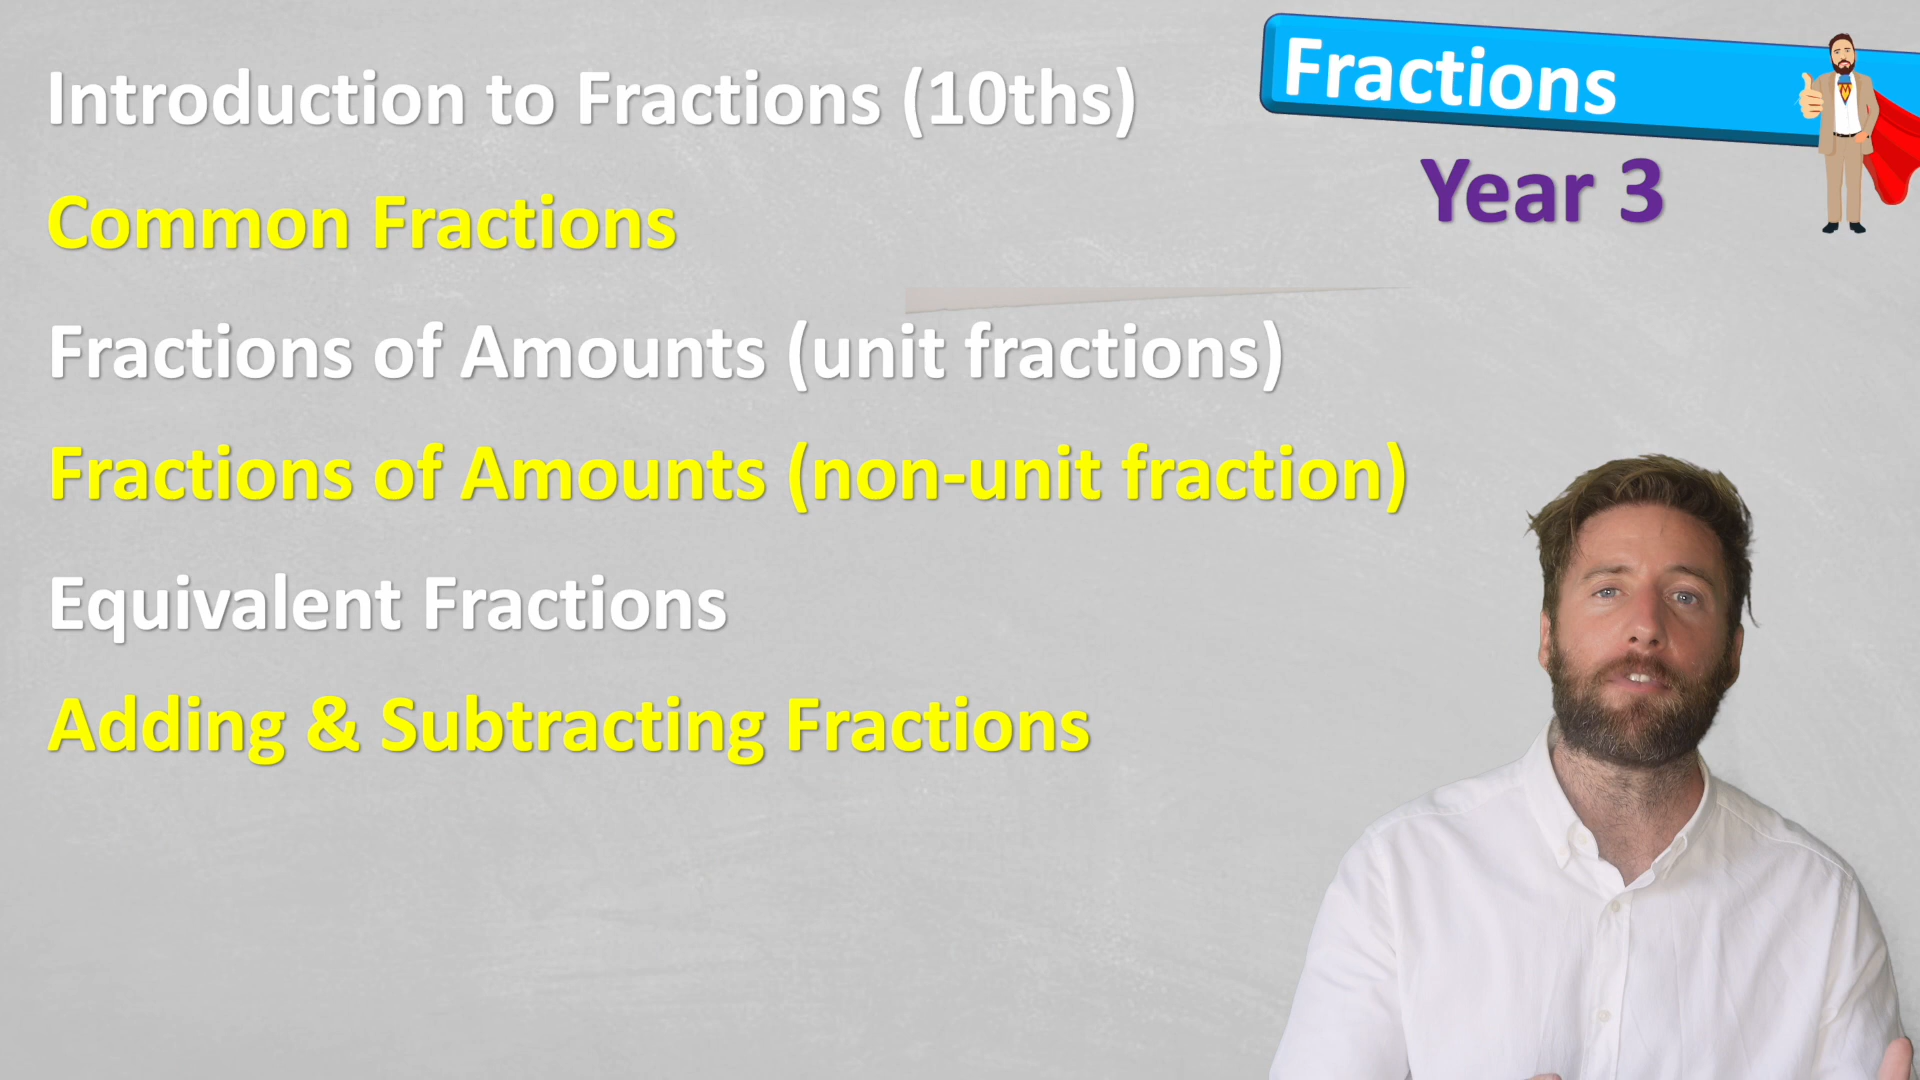 Introduction to Fractions (10ths)
Fractions
Year 3
Common Fractions
Fractions of Amounts (unit fractions)
Fractions of Amounts (non-unit fraction)
Equivalent Fractions
Adding & Subtracting Fractions